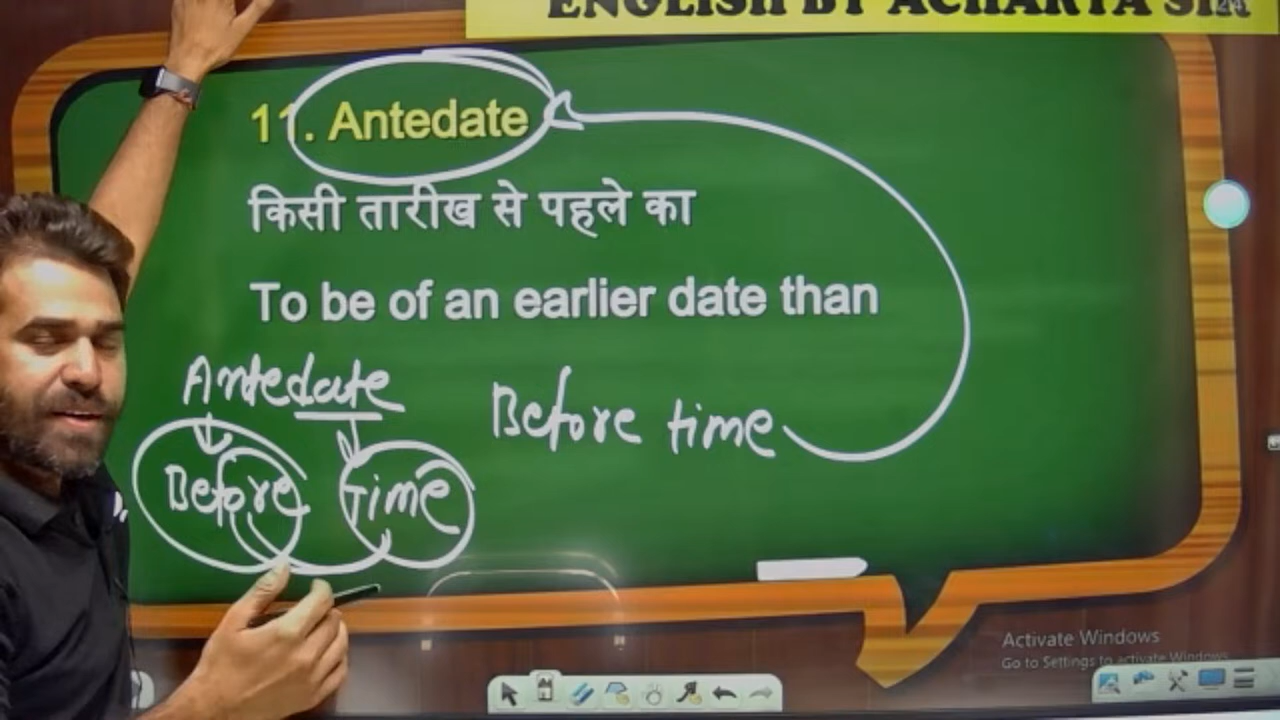 ENGLISH BY ACHARYA SIR
11. Antedate
किसी तारीख से पहले का
To be of an earlier date than
Antedate
Before time
Before time
Activate Windows
Go to Settings to activate Windows.